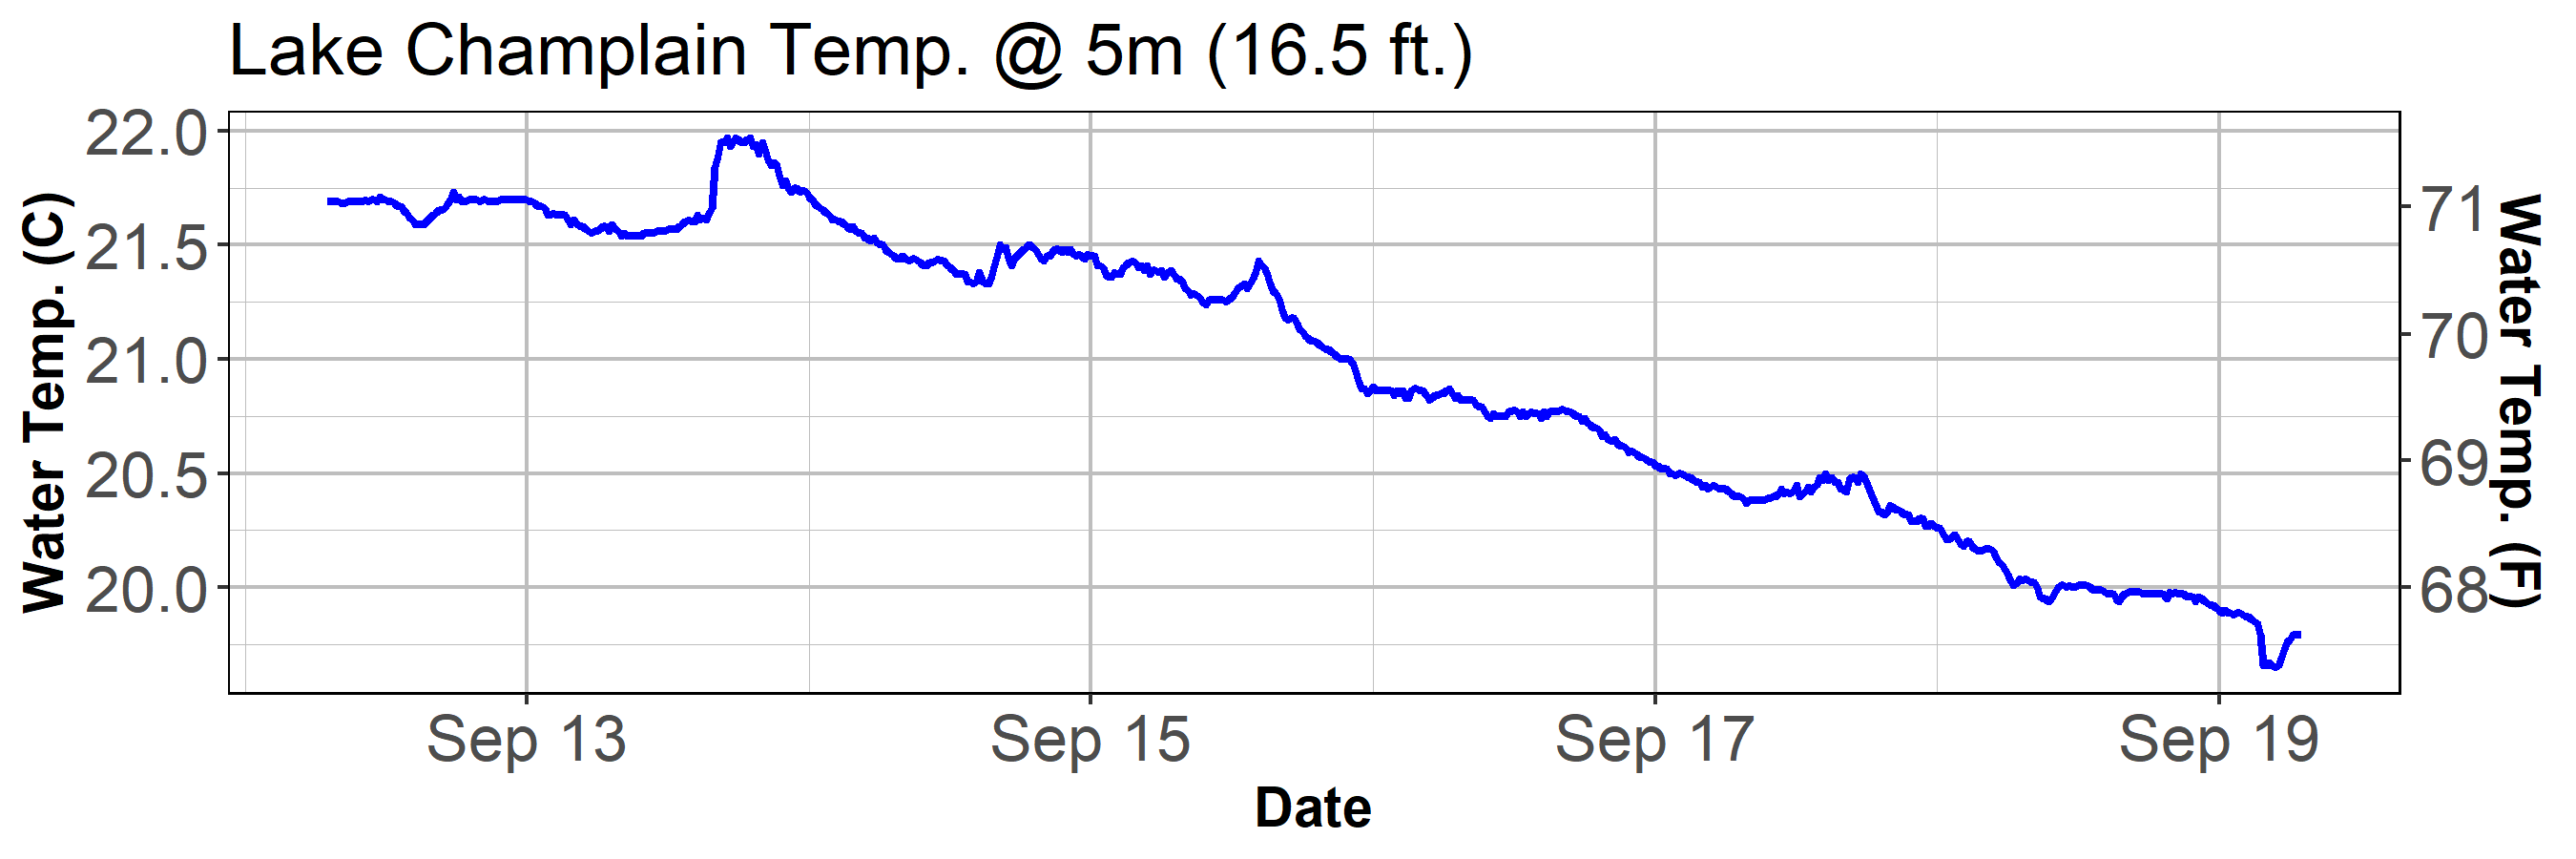 Lake Champlain Temp. @ 5m (16.5 ft.)
Water Temp. (C)
22.0
21.5
21.0
20.5
20.0
71
70
69
68
Water Temp. (F)
Sep 13 Sep 15 Sep 17 Sep 19
Date